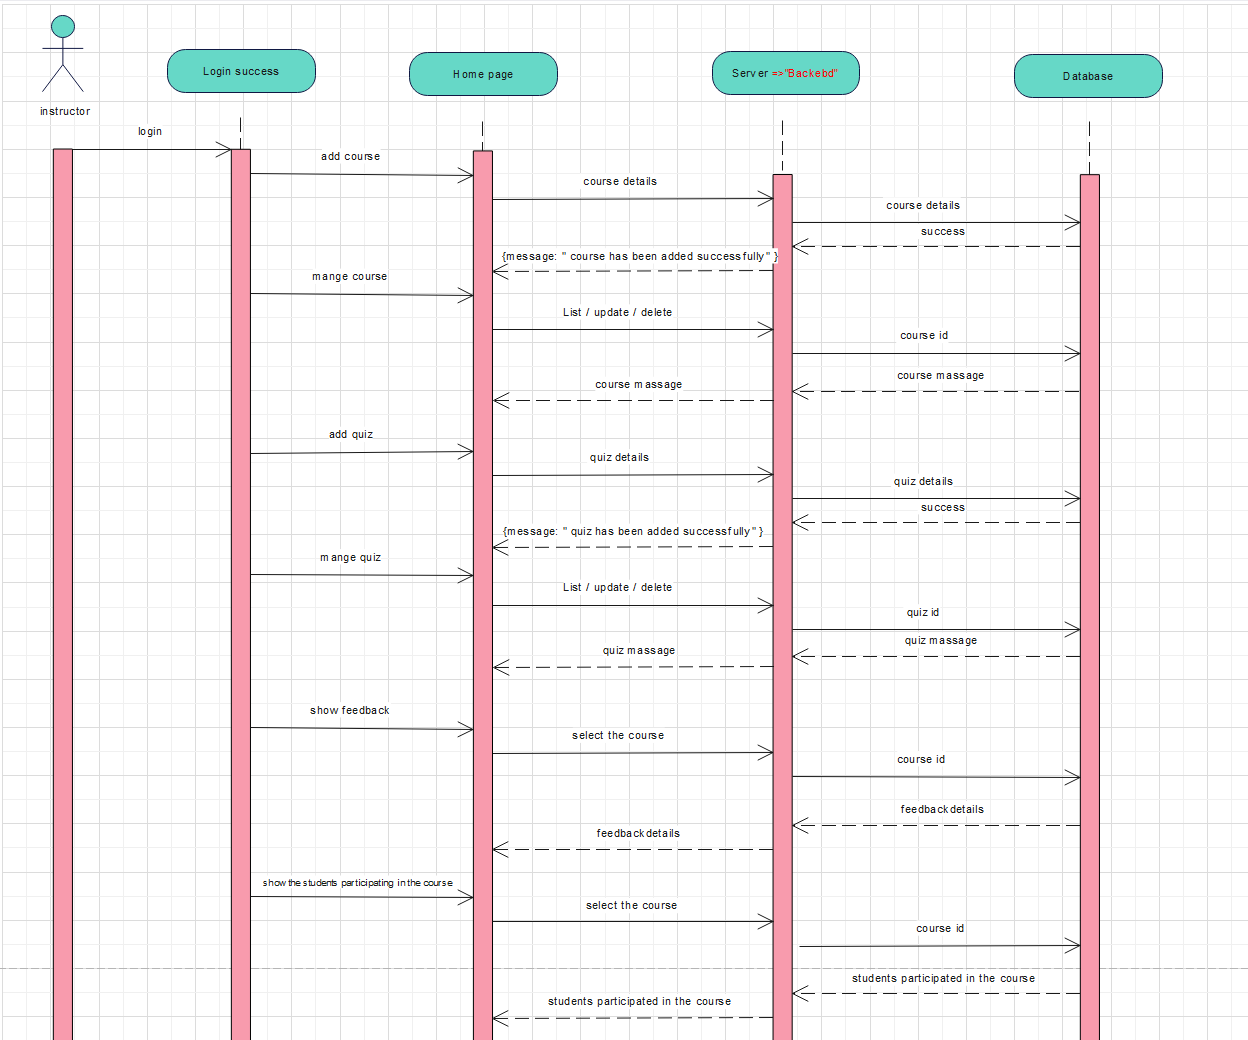 instructor
Login success
Home page
Server =>"Backebd"
Database
login
add course
course details
course details
success
{message: " course has been added successfully" }
mange course
List / update / delete
course id
course massage
course massage
add quiz
quiz details
quiz details
success
{message: " quiz has been added successfully" }
mange quiz
List / update / delete
quiz id
quiz massage
quiz massage
show feedback
select the course
course id
feedback details
feedback details
show the students participating in the course
select the course
course id
students participated in the course
students participated in the course